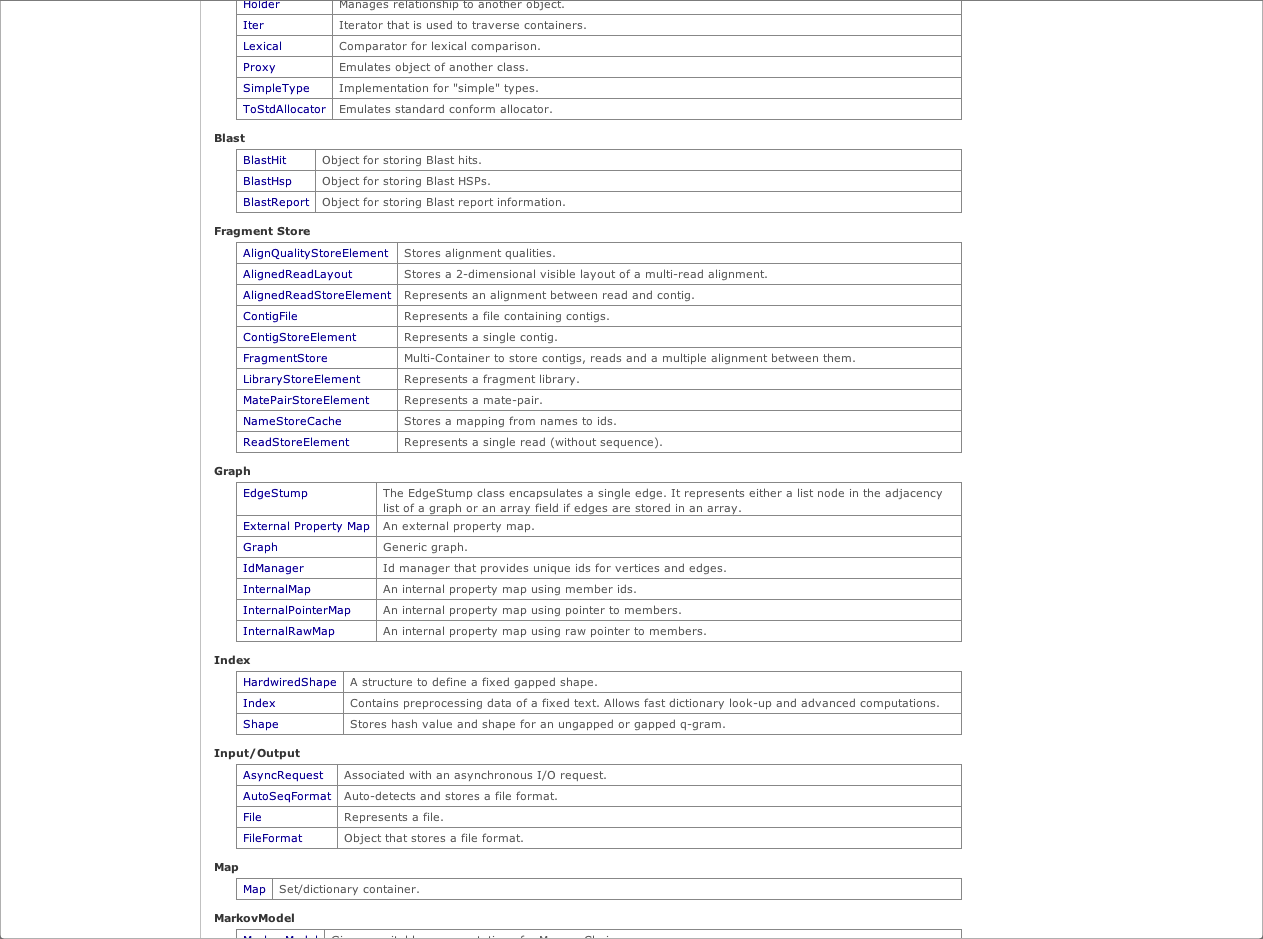 Holder Manages relationship to another object.
Iter Iterator that is used to traverse containers.
Lexical Comparator for lexical comparison.
Proxy Emulates object of another class.
SimpleType Implementation for "simple" types.
ToStdAllocator Emulates standard conform allocator.
Blast
BlastHit Object for storing Blast hits.
BlastHsp Object for storing Blast HSPs.
BlastReport Object for storing Blast report information.
Fragment Store
AlignQualityStoreElement Stores alignment qualities.
AlignedReadLayout Stores a 2-dimensional visible layout of a multi-read alignment.
AlignedReadStoreElement Represents an alignment between read and contig.
ContigFile Represents a file containing contigs.
ContigStoreElement Represents a single contig.
FragmentStore Multi-Container to store contigs, reads and a multiple alignment between them.
LibraryStoreElement Represents a fragment library.
MatePairStoreElement Represents a mate-pair.
NameStoreCache Stores a mapping from names to ids.
ReadStoreElement Represents a single read (without sequence).
Graph
EdgeStump The EdgeStump class encapsulates a single edge. It represents either a list node in the adjacency
list of a graph or an array field if edges are stored in an array.
External Property Map An external property map.
Graph Generic graph.
IdManager Id manager that provides unique ids for vertices and edges.
InternalMap An internal property map using member ids.
InternalPointerMap An internal property map using pointer to members.
InternalRawMap An internal property map using raw pointer to members.
Index
HardwiredShape A structure to define a fixed gapped shape.
Index Contains preprocessing data of a fixed text. Allows fast dictionary look-up and advanced computations.
Shape Stores hash value and shape for an ungapped or gapped q-gram.
Input/Output
AsyncRequest Associated with an asynchronous I/O request.
AutoSeqFormat Auto-detects and stores a file format.
File Represents a file.
FileFormat Object that stores a file format.
Map
Map Set/dictionary container.
MarkovModel